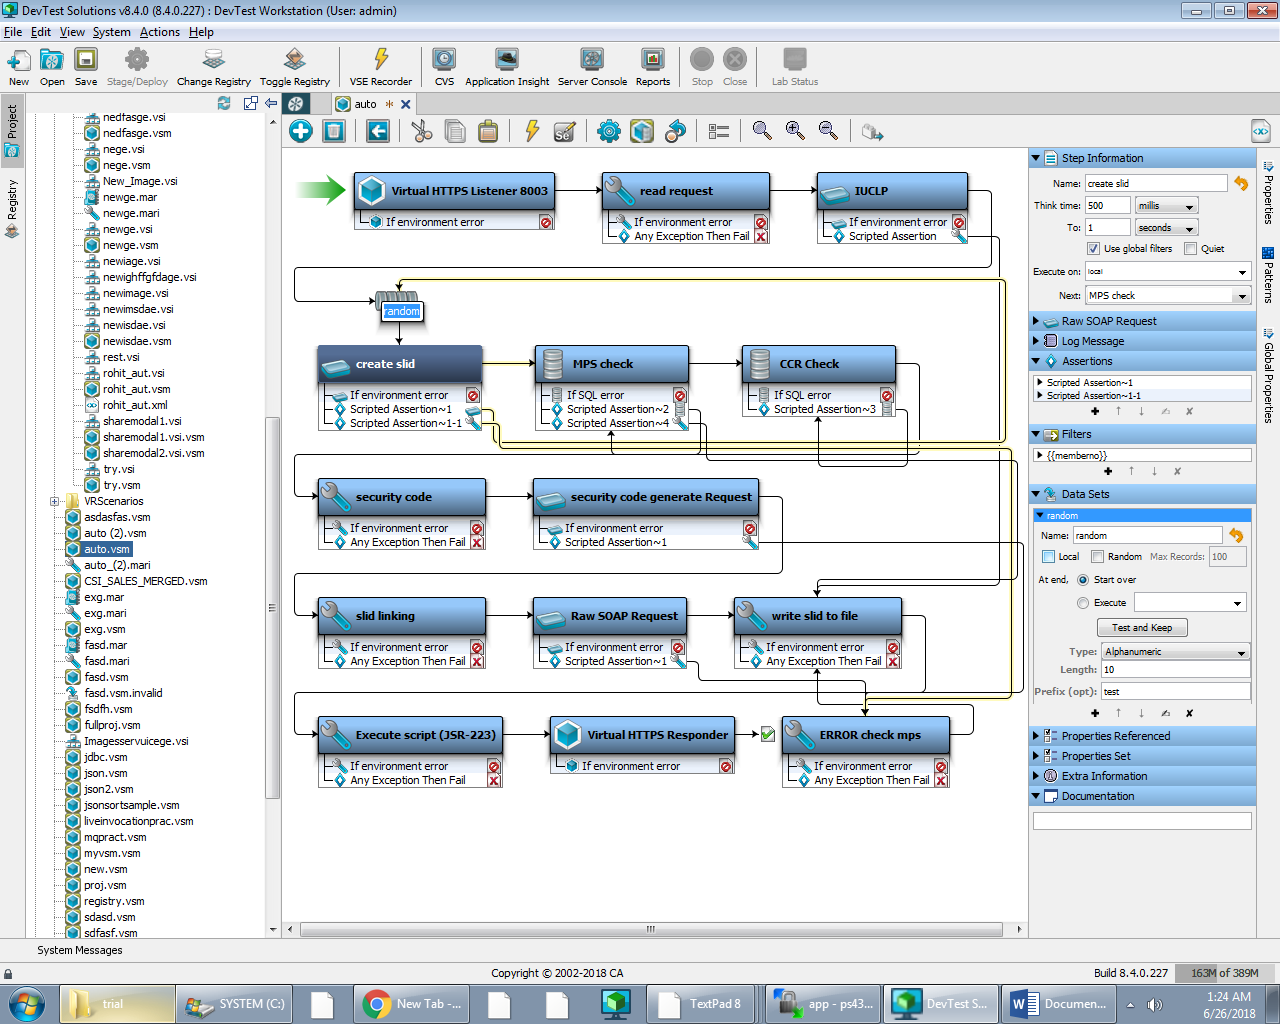 DevTest Solutions v8.4.0 (8.4.0.227) : DevTest Workstation (User: admin)
File Edit View System Actions Help
New Open Save Stage/Deploy Change Registry Toggle Registry VSE Recorder CVS Application Insight Server Console Reports Stop Close Lab Status
Project
Registry
nedfasge.vsi
nedfasge.vsm
nege.vsi
nege.vsm
New_Image.vsi
newge.mar
newge.mari
newge.vsi
newge.vsm
newiage.vsi
newighffgfdage.vsi
newimage.vsi
newimsdae.vsi
newisdae.vsi
newisdae.vsm
rest.vsi
rohit_aut.vsi
rohit_aut.vsm
rohit_aut.xml
sharemodal1.vsi
sharemodal1.vsi.vsm
sharemodal2.vsi.vsm
try.vsi
try.vsm
VRScenarios
asdasfas.vsm
auto (2).vsm
auto.vsm
auto_(2).mari
CSI_SALES_MERGED.vsm
exg.mar
exg.mari
exg.vsm
fasd.mar
fasd.mari
fasd.vsm
fasd.vsm.invalid
fsdfh.vsm
fullproj.vsm
Imagesservuicege.vsi
jdbc.vsm
json.vsm
json2.vsm
jsonsortsample.vsm
liveinvocationprac.vsm
mqpract.vsm
myvsm.vsm
new.vsm
proj.vsm
registry.vsm
sdasd.vsm
sdfasf.vsm
auto
Virtual HTTPS Listener 8003
If environment error
read request
If environment error
Any Exception Then Fail
IUCLP
If environment error
Scripted Assertion
random
create slid
If environment error
Scripted Assertion~1
Scripted Assertion~1-1
MPS check
If SQL error
Scripted Assertion~2
Scripted Assertion~4
CCR Check
If SQL error
Scripted Assertion~3
security code
If environment error
Any Exception Then Fail
security code generate Request
If environment error
Scripted Assertion~1
slid linking
If environment error
Any Exception Then Fail
Raw SOAP Request
If environment error
Scripted Assertion~1
write slid to file
If environment error
Any Exception Then Fail
Execute script (JSR-223)
If environment error
Any Exception Then Fail
Virtual HTTPS Responder
If environment error
ERROR check mps
If environment error
Any Exception Then Fail
Step Information
Name: create slid
Think time: 500 millis
To: 1 seconds
Use global filters Quiet
Execute on: local
Next: MPS check
Raw SOAP Request
Log Message
Assertions
Scripted Assertion~1
Scripted Assertion~1-1
Filters
{{memberno}}
Data Sets
random
Name: random
Local Random Max Records: 100
At end, Start over
Execute
Test and Keep
Type: Alphanumeric
Length: 10
Prefix (opt): test
Properties Referenced
Properties Set
Extra Information
Documentation
Properties
Patterns
Global Properties
System Messages
Copyright © 2002-2018 CA
Build 8.4.0.227 163M of 389M
trial SYSTEM (C:) New Tab -... TextPad 8 app - ps43... DevTest S... Documen...
1:24 AM
6/26/2018